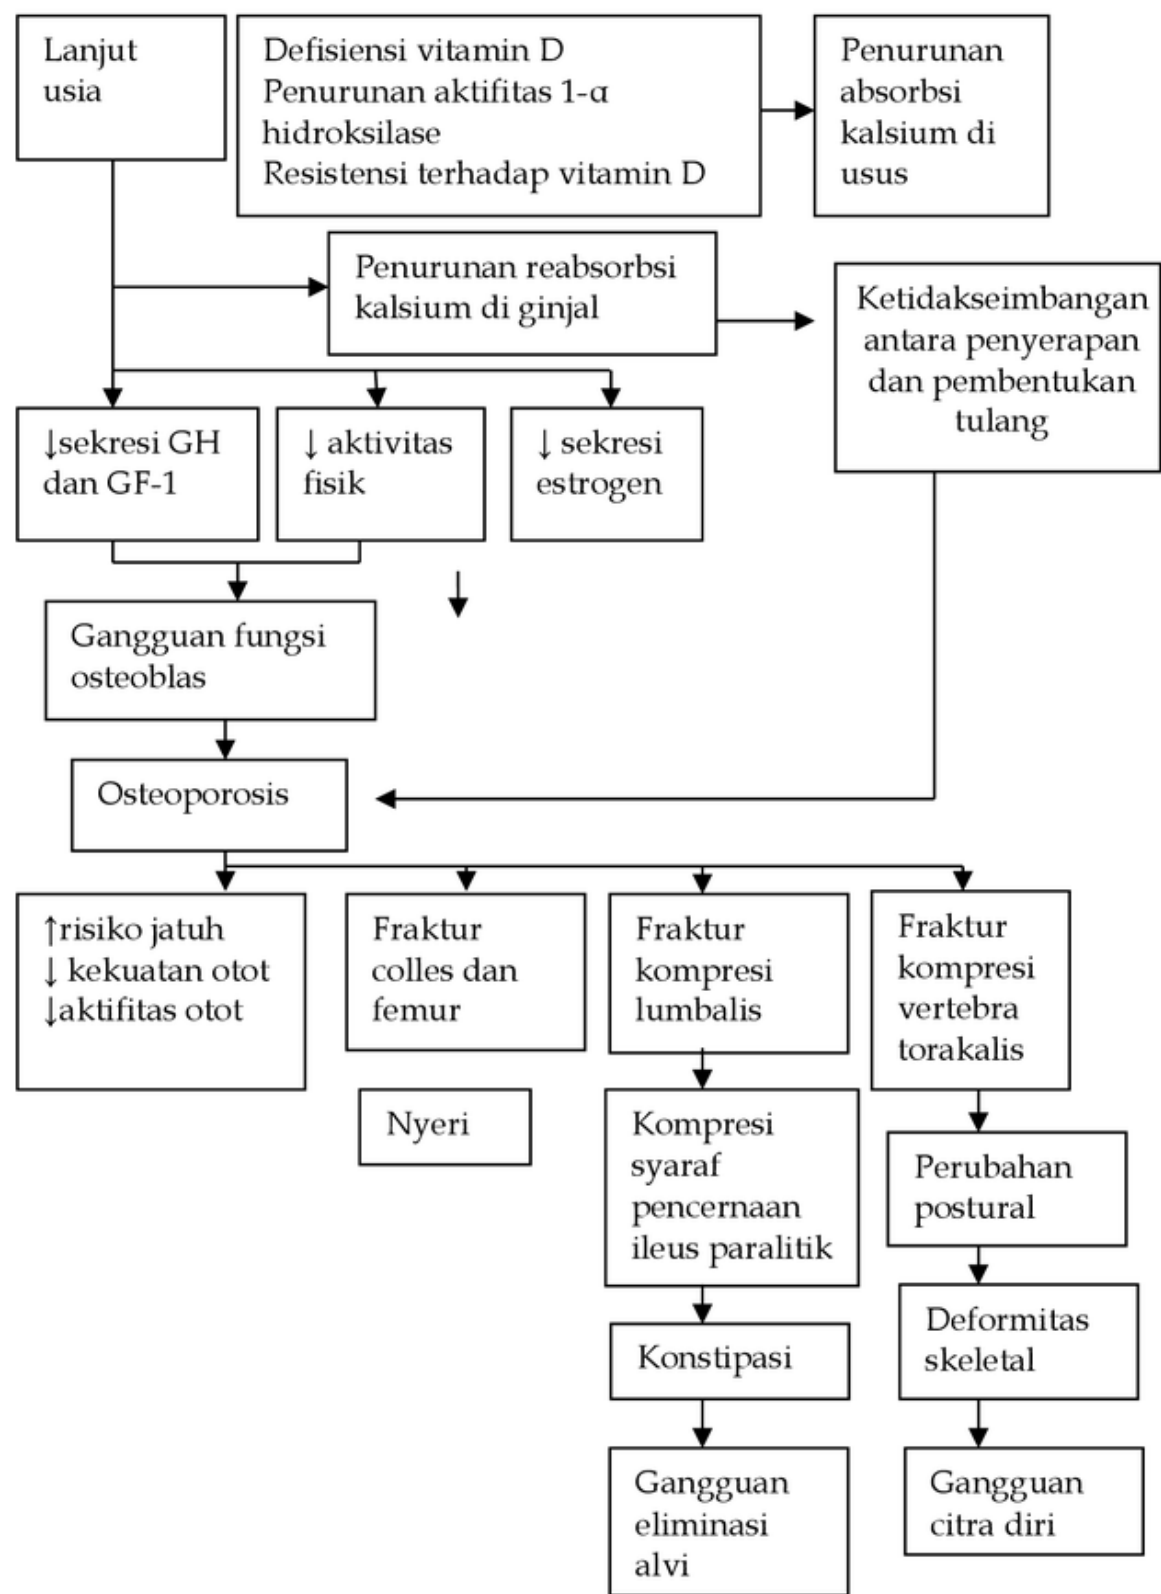 Lanjut
usia
Defisiensi vitamin D
Penurunan aktifitas 1-α
hidroksilase
Resistensi terhadap vitamin D
Penurunan
absorbsi
kalsium di
usus
Penurunan reabsorbsi
kalsium di ginjal
Ketidakseimbangan
antara penyerapan
dan pembentukan
tulang
↓sekresi GH
dan GF-1
↓ aktivitas
fisik
↓ sekresi
estrogen
Gangguan fungsi
osteoblas
Osteoporosis
↑risiko jatuh
↓ kekuatan otot
↓aktifitas otot
Fraktur
colles dan
femur
Fraktur
kompresi
lumbalis
Fraktur
kompresi
vertebra
torakalis
Nyeri
Kompresi
syaraf
pencernaan
ileus paralitik
Perubahan
postural
Deformitas
skeletal
Konstipasi
Gangguan
eliminasi
alvi
Gangguan
citra diri